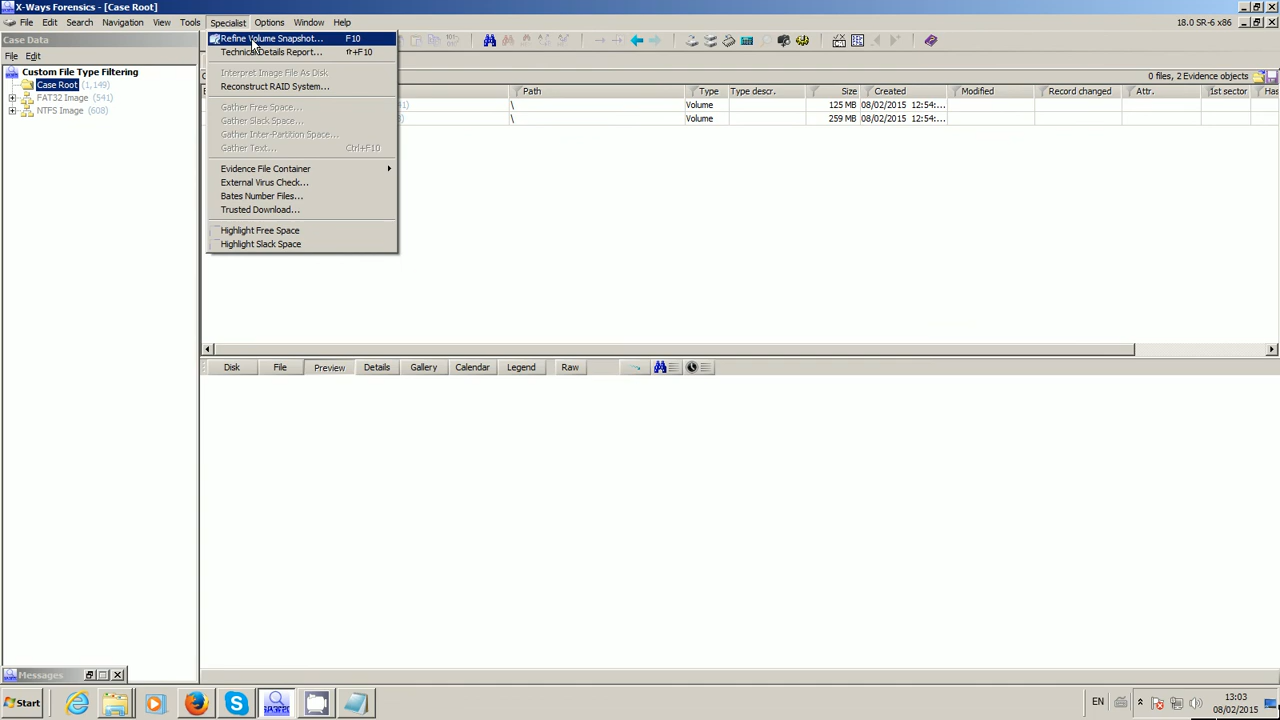 X-Ways Forensics - [Case Root]
File Edit Search Navigation View Tools Specialist Options Window Help 18.0 SR-6 x86
Case Data
File Edit
Custom File Type Filtering
Case Root (1,149)
FAT32 Image (541)
NTFS Image (608)
Refine Volume Snapshot... F10
Technical Details Report... ⇑+F10
Interpret Image File As Disk
Reconstruct RAID System...
Gather Free Space...
Gather Slack Space...
Gather Inter-Partition Space...
Gather Text... Ctrl+F10
Evidence File Container
External Virus Check...
Bates Number Files...
Trusted Download...
Highlight Free Space
Highlight Slack Space
0 files, 2 Evidence objects
Path Type Type descr. Size Created Modified Record changed Attr. 1st sector Has
\ Volume 125 MB 08/02/2015 12:54:...
\ Volume 259 MB 08/02/2015 12:54:...
Disk File Preview Details Gallery Calendar Legend Raw
Messages
Start
EN
13:03
08/02/2015